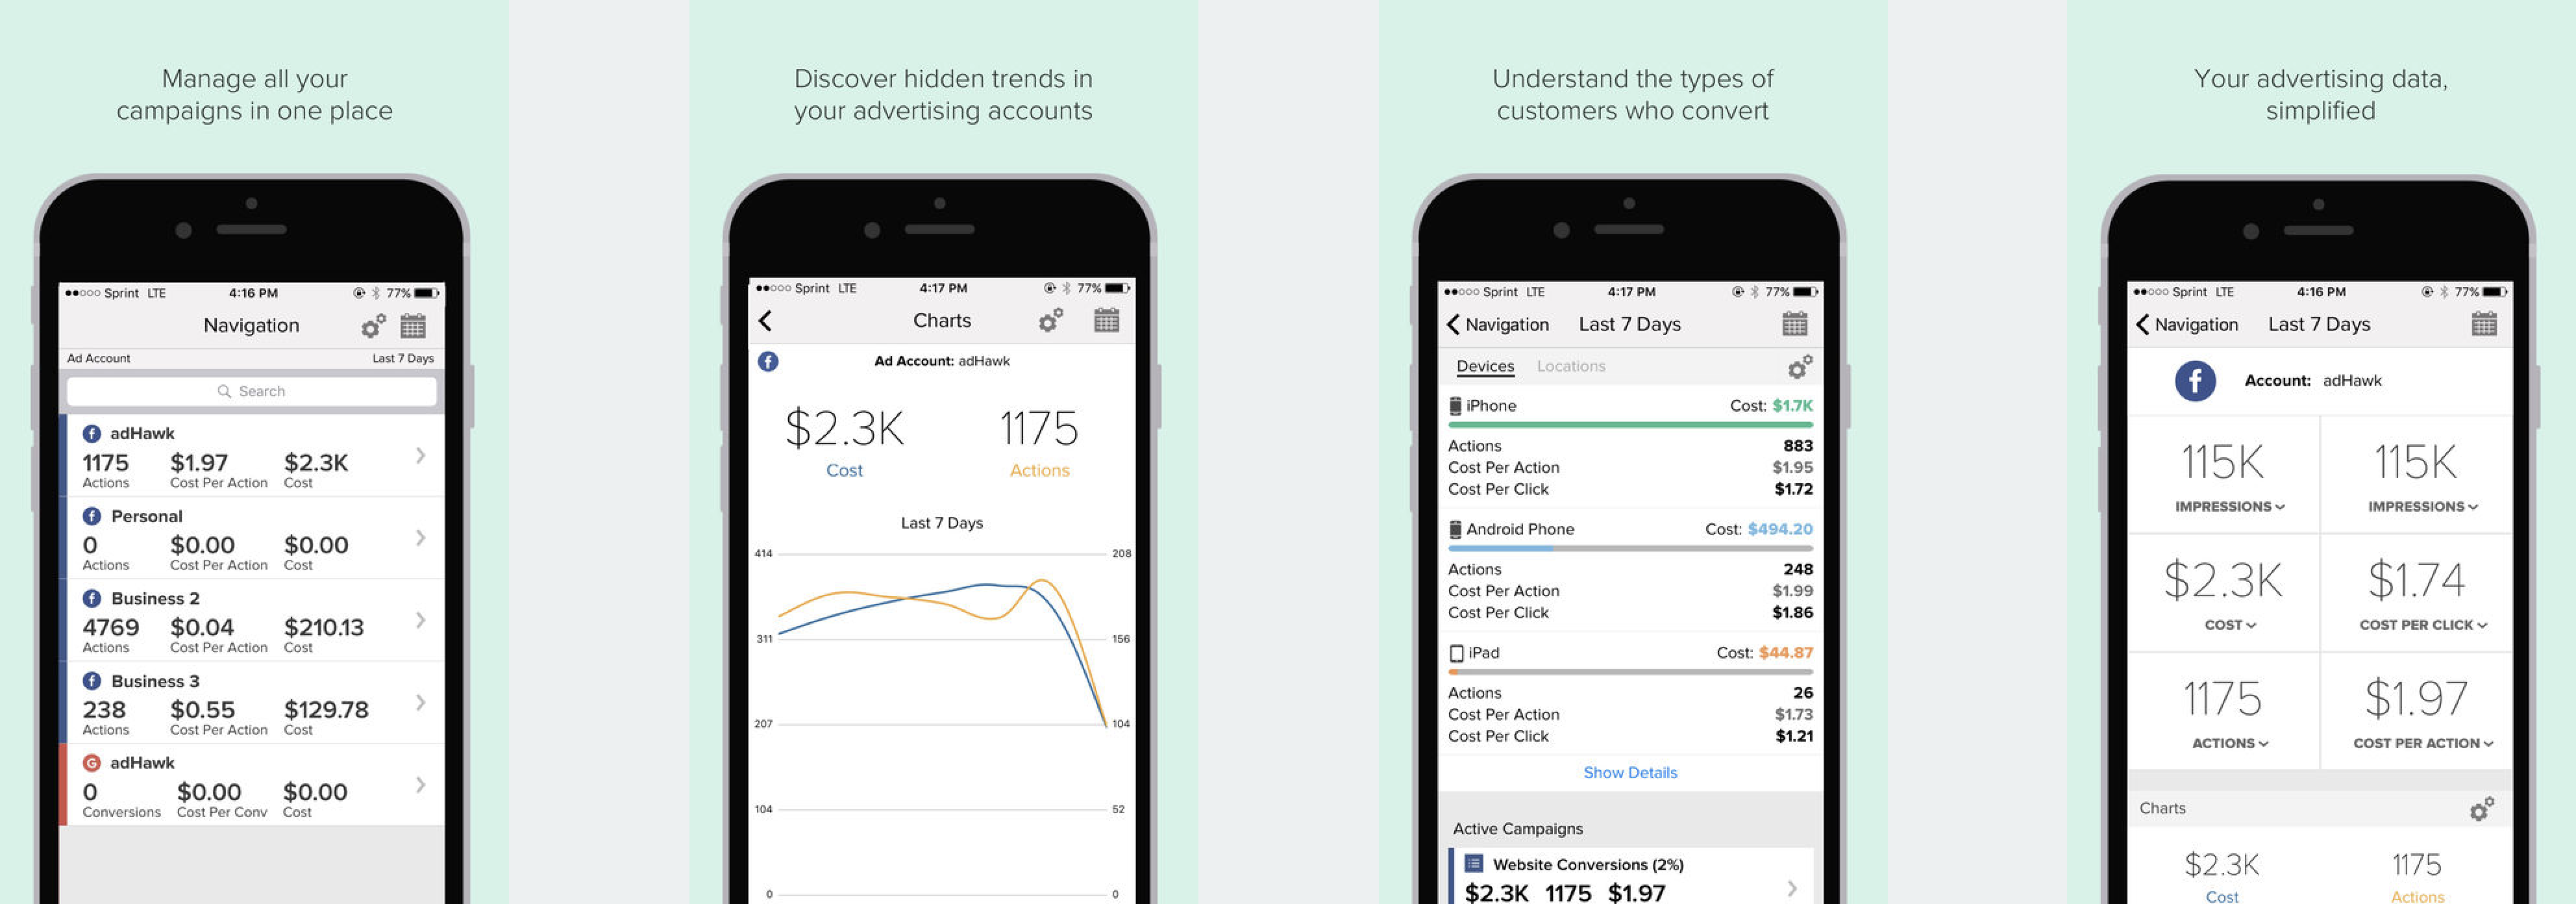 Manage all your
campaigns in one place
Sprint LTE 4:16 PM 77%
Navigation
Ad Account Last 7 Days
Search
adHawk
1175 $1.97 $2.3K
Actions Cost Per Action Cost
Personal
0 $0.00 $0.00
Actions Cost Per Action Cost
Business 2
4769 $0.04 $210.13
Actions Cost Per Action Cost
Business 3
238 $0.55 $129.78
Actions Cost Per Action Cost
G adHawk
0 $0.00 $0.00
Conversions Cost Per Conv Cost
Discover hidden trends in
your advertising accounts
Sprint LTE 4:17 PM 77%
Charts
Ad Account: adHawk
$2.3K 1175
Cost Actions
Last 7 Days
414 208
311 156
207 104
104 52
0 0
Understand the types of
customers who convert
Sprint LTE 4:17 PM 77%
Navigation Last 7 Days
Devices Locations
iPhone Cost: $1.7K
Actions 883
Cost Per Action $1.95
Cost Per Click $1.72
Android Phone Cost: $494.20
Actions 248
Cost Per Action $1.99
Cost Per Click $1.86
iPad Cost: $44.87
Actions 26
Cost Per Action $1.73
Cost Per Click $1.21
Show Details
Active Campaigns
Website Conversions (2%)
$2.3K 1175 $1.97
Your advertising data,
simplified
Sprint LTE 4:16 PM 77%
Navigation Last 7 Days
f Account: adHawk
115K 115K
IMPRESSIONS IMPRESSIONS
$2.3K $1.74
COST COST PER CLICK
1175 $1.97
ACTIONS COST PER ACTION
Charts
$2.3K 1175
Cost Actions